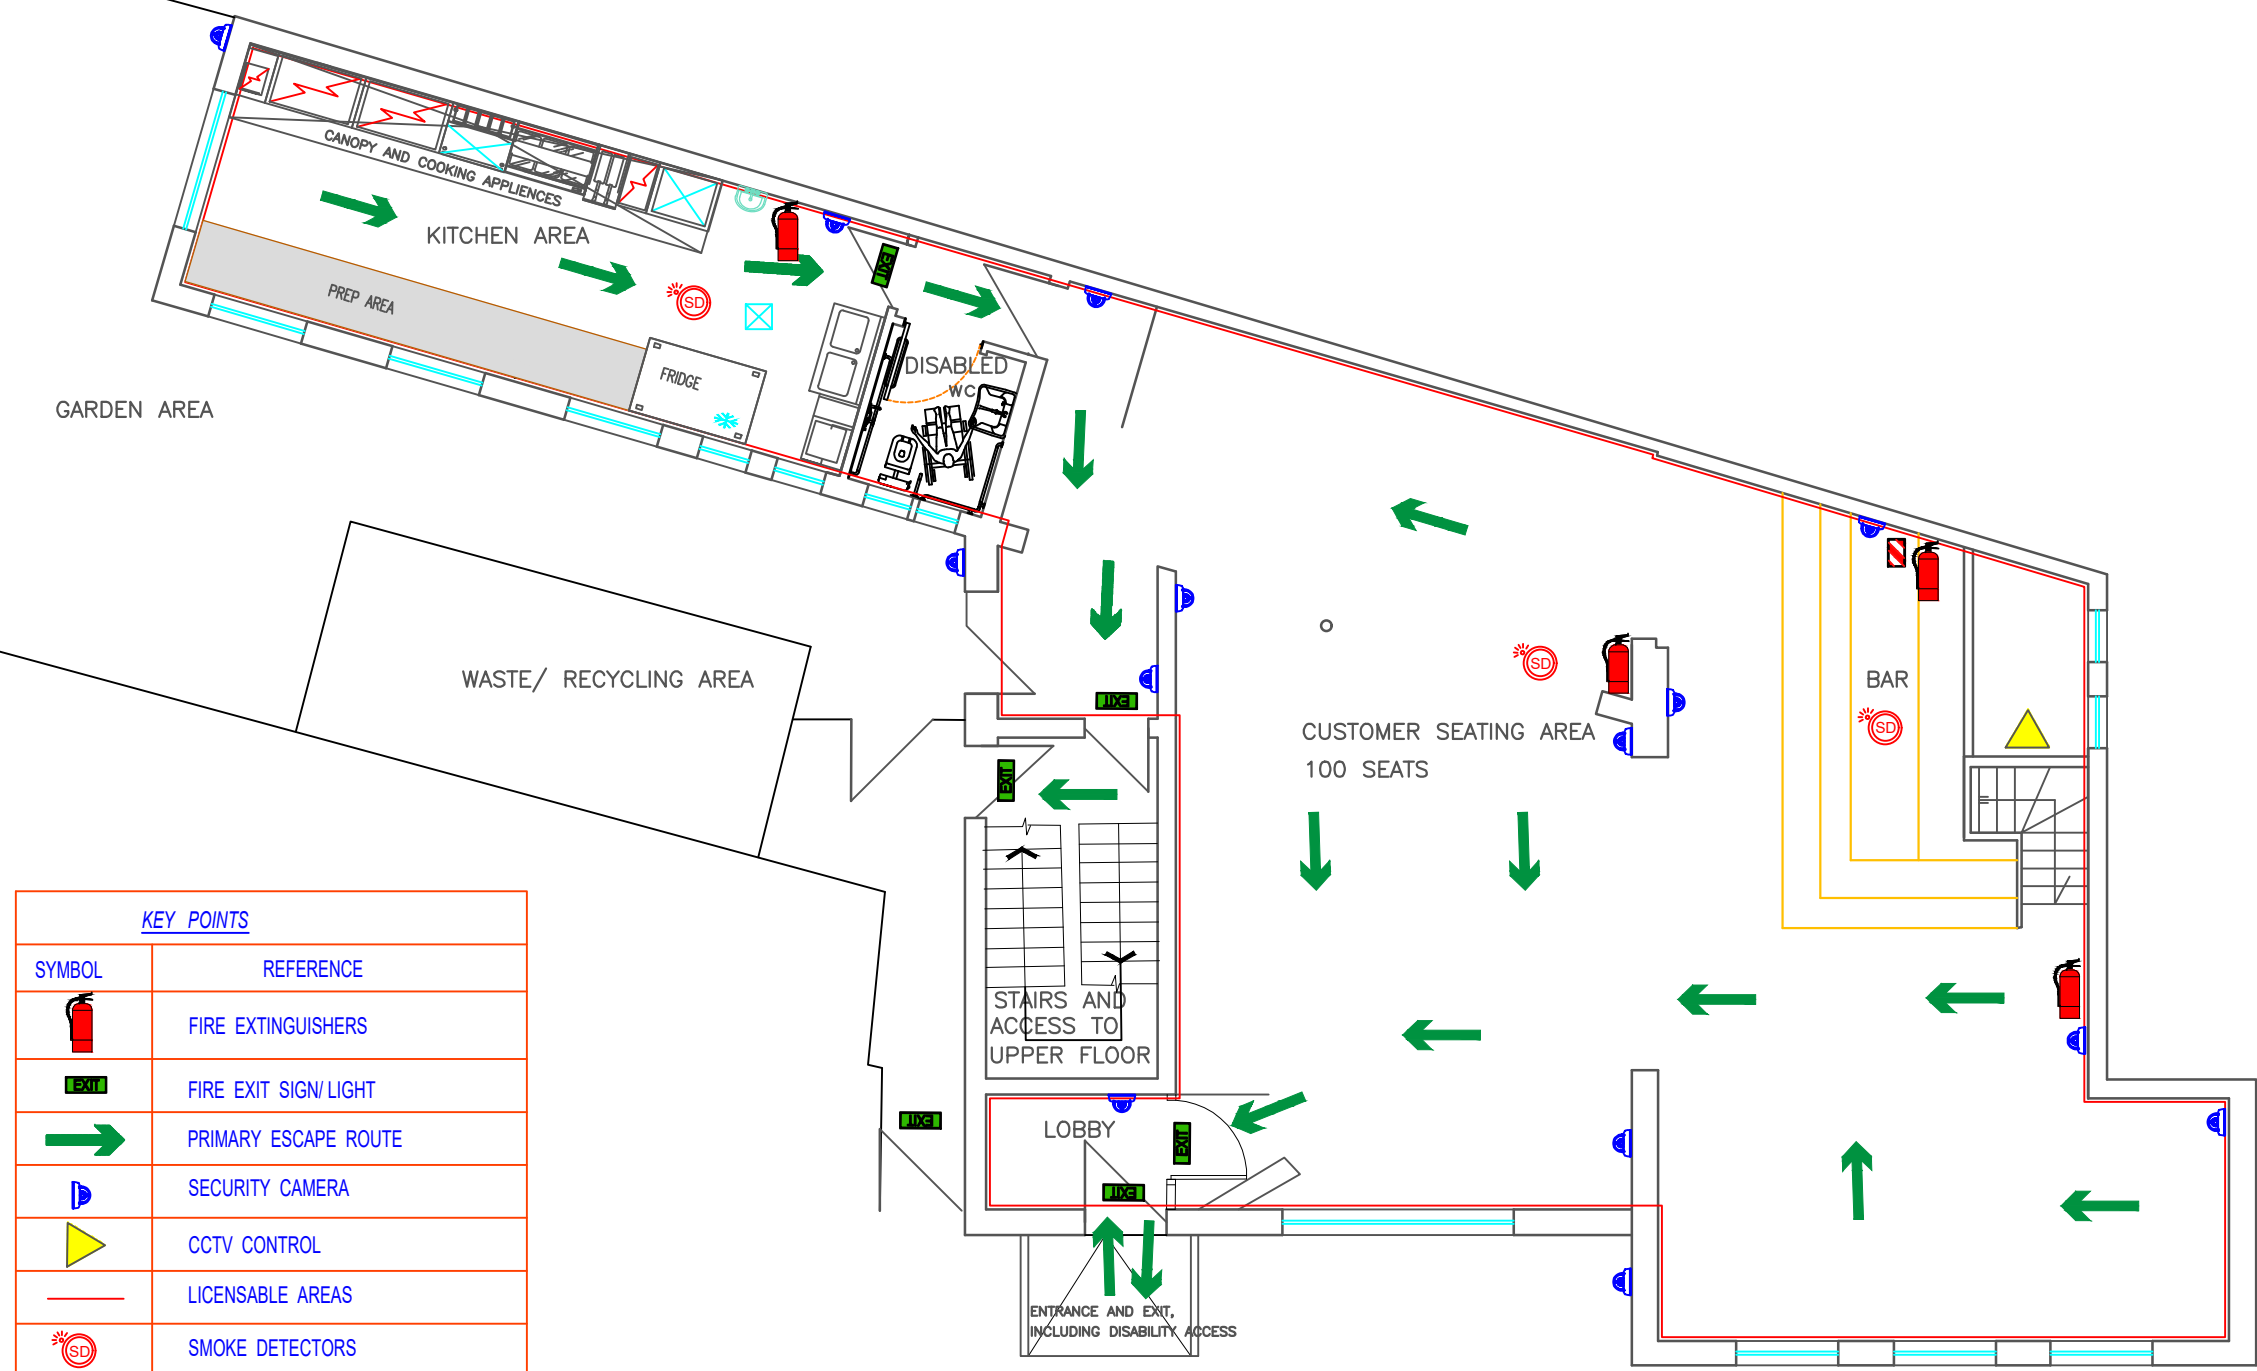 CANOPY AND COOKING APPLIENCES
KITCHEN AREA
EXIT
PREP AREA
SD
FRIDGE
DISABLED
WC
GARDEN AREA
WASTE/ RECYCLING AREA
EXIT
EXIT
SD
CUSTOMER SEATING AREA
100 SEATS
BAR
SD
STAIRS AND
ACCESS TO
UPPER FLOOR
EXIT
LOBBY
EXIT
EXIT
ENTRANCE AND EXIT,
INCLUDING DISABILITY ACCESS
KEY POINTS
SYMBOL REFERENCE
FIRE EXTINGUISHERS
EXIT FIRE EXIT SIGN/ LIGHT
PRIMARY ESCAPE ROUTE
SECURITY CAMERA
CCTV CONTROL
LICENSABLE AREAS
SD SMOKE DETECTORS